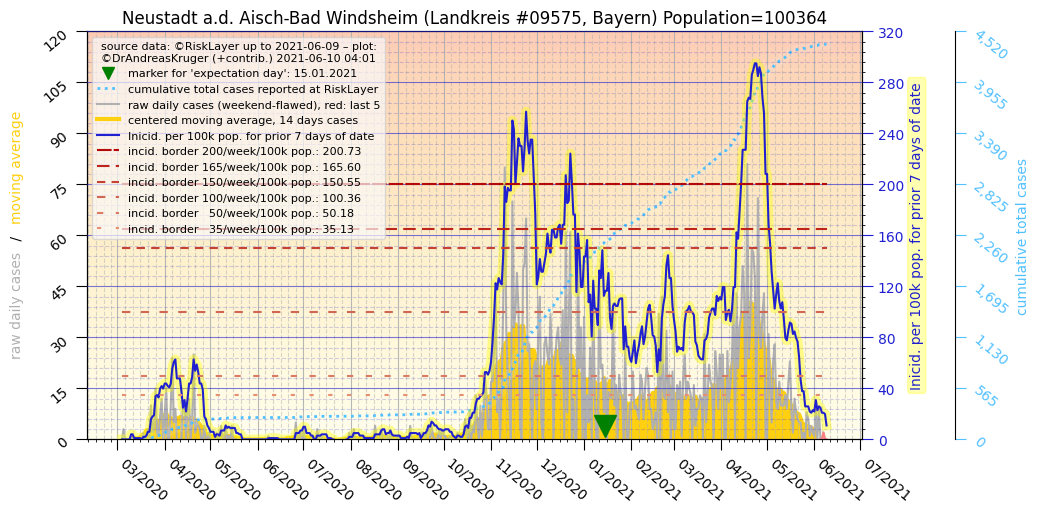 Neustadt a.d. Aisch-Bad Windsheim (Landkreis #09575, Bayern) Population=100364
source data: ©RiskLayer up to 2021-06-09 – plot:
©DrAndreasKruger (+contrib.) 2021-06-10 04:01
marker for 'expectation day': 15.01.2021
cumulative total cases reported at RiskLayer
raw daily cases (weekend-flawed), red: last 5
centered moving average, 14 days cases
Inicid. per 100k pop. for prior 7 days of date
incid. border 200/week/100k pop.: 200.73
incid. border 165/week/100k pop.: 165.60
incid. border 150/week/100k pop.: 150.55
incid. border 100/week/100k pop.: 100.36
incid. border 50/week/100k pop.: 50.18
incid. border 35/week/100k pop.: 35.13
raw daily cases / moving average
120
105
90
75
60
45
30
15
0
320
280
240
200
160
120
80
40
0
Inicid. per 100k pop. for prior 7 days of date
4,520
3,955
3,390
2,825
2,260
1,695
1,130
565
0
cumulative total cases
03/2020
04/2020
05/2020
06/2020
07/2020
08/2020
09/2020
10/2020
11/2020
12/2020
01/2021
02/2021
03/2021
04/2021
05/2021
06/2021
07/2021